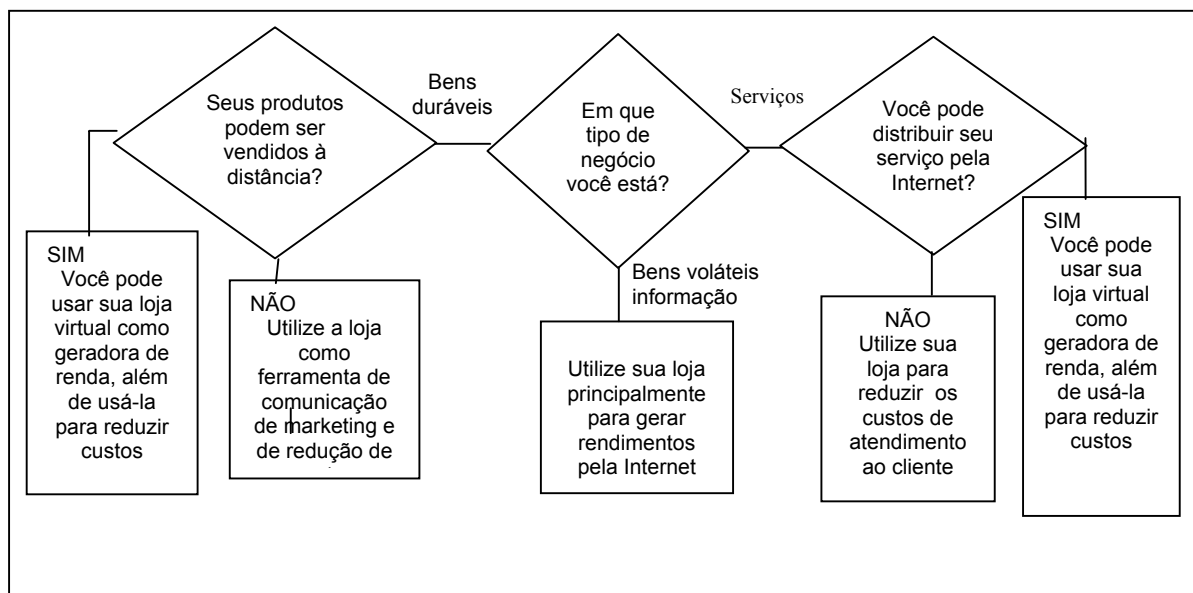 Seus produtos
podem ser
vendidos à
distância?
Bens
duráveis
Em que
tipo de
negócio
você está?
Serviços
Você pode
distribuir seu
serviço pela
Internet?
SIM
Você pode
usar sua loja
virtual como
geradora de
renda, além
de usá-la
para reduzir
custos
NÃO
Utilize a loja
como
ferramenta de
comunicação
de marketing e
de redução de
Bens voláteis
informação
Utilize sua loja
principalmente
para gerar
rendimentos
pela Internet
NÃO
Utilize sua
loja para
reduzir os
custos de
atendimento
ao cliente
SIM
Você pode
usar sua
loja virtual
como
geradora de
renda, além
de usá-la
para reduzir
custos